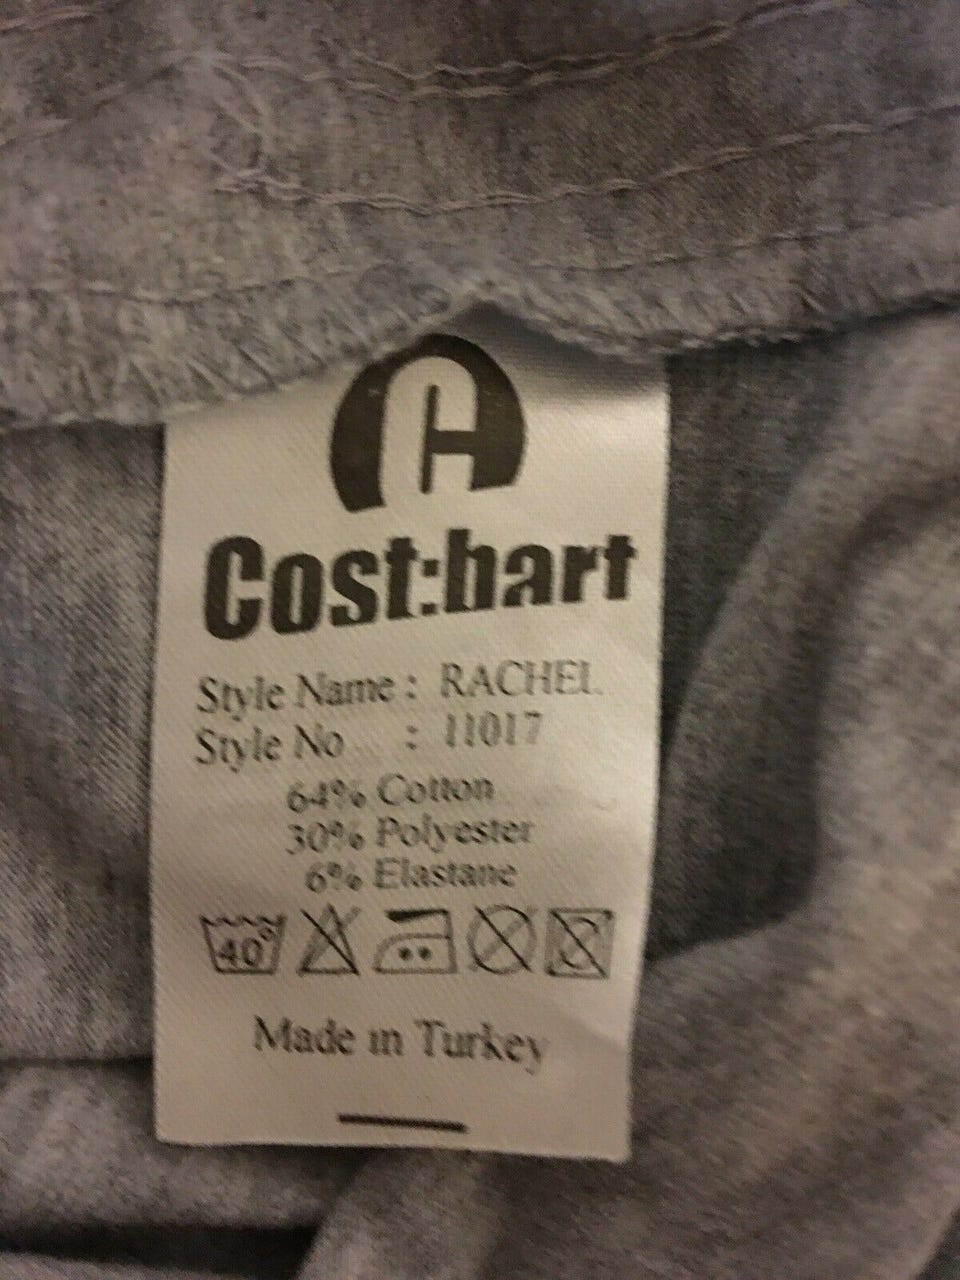 Cost:bart
Style Name : RACHEL
Style No : 11017
64% Cotton
30% Polyester
6% Elastane
40°
Made in Turkey